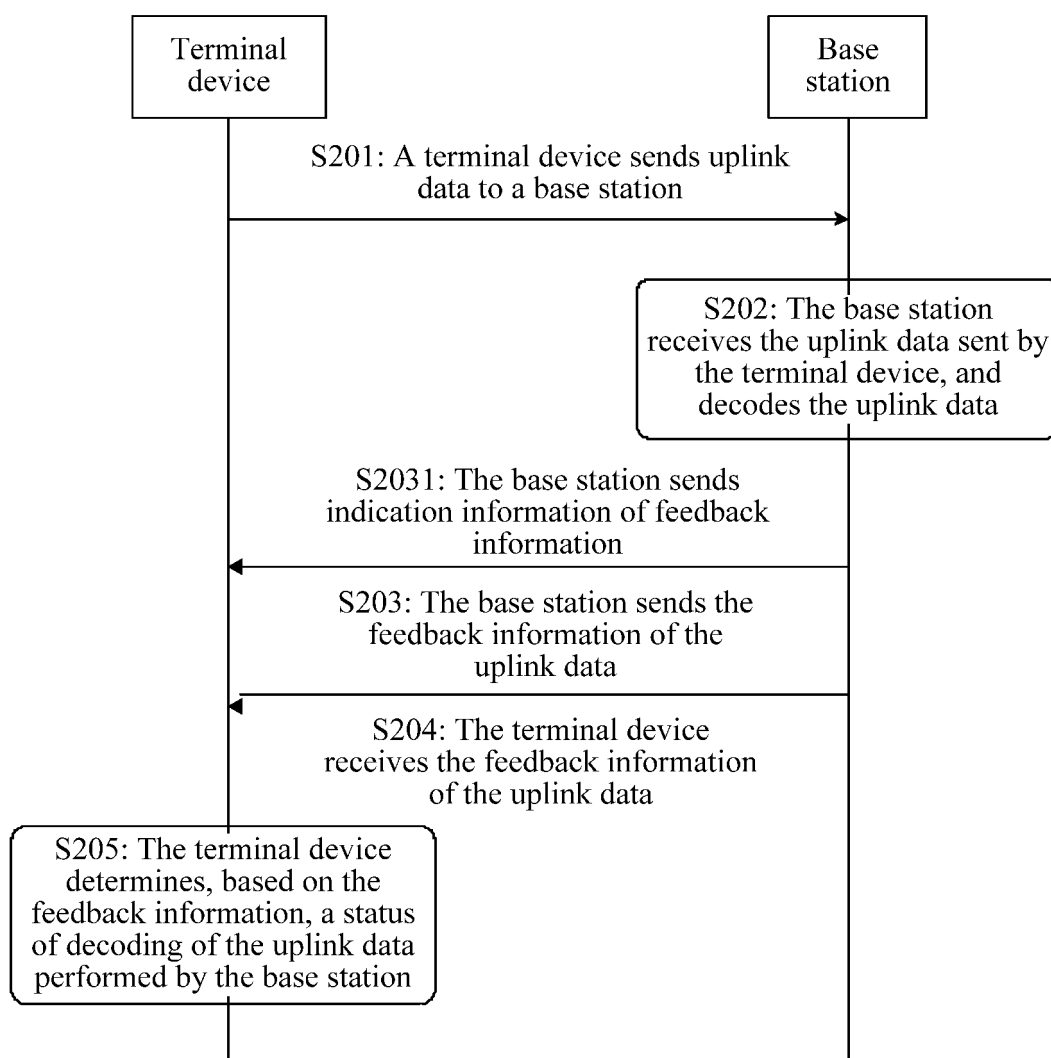 Terminal
device
Base
station
S201: A terminal device sends uplink
data to a base station
S202: The base station
receives the uplink data sent by
the terminal device, and
decodes the uplink data
S2031: The base station sends
indication information of feedback
information
S203: The base station sends the
feedback information of the
uplink data
S204: The terminal device
receives the feedback information
of the uplink data
S205: The terminal device
determines, based on the
feedback information, a status
of decoding of the uplink data
performed by the base station